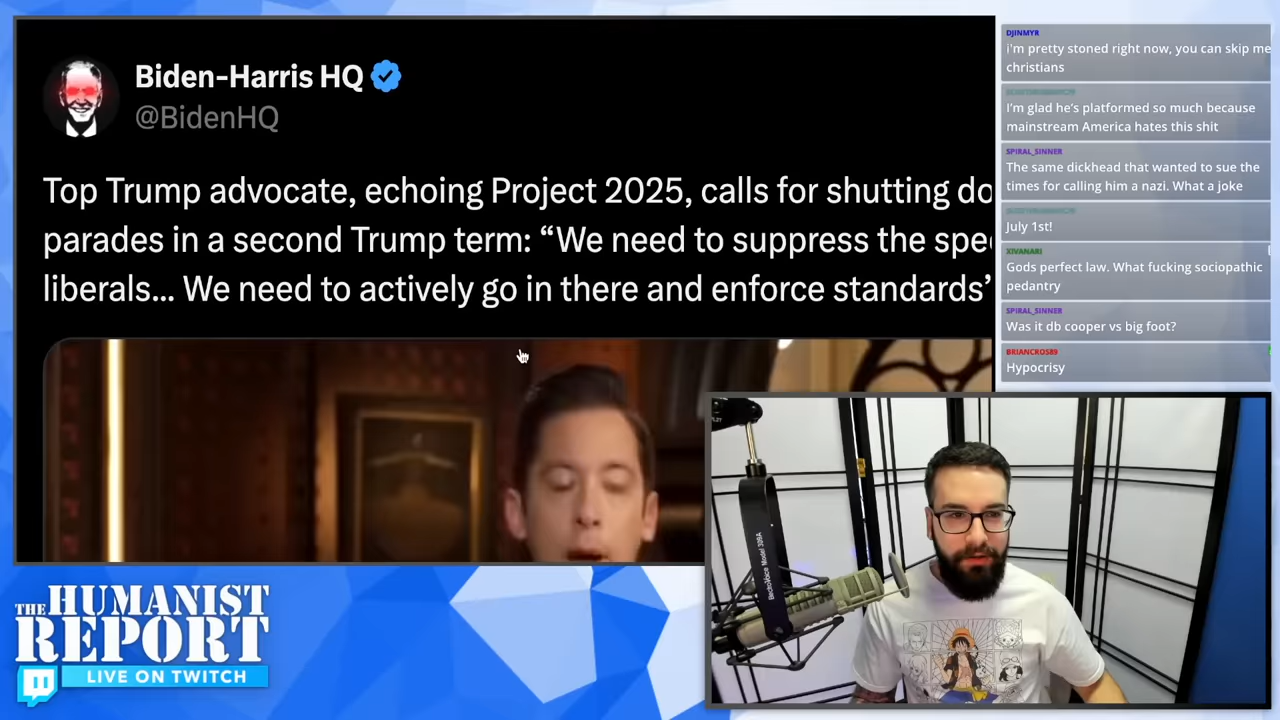 Biden-Harris HQ
@BidenHQ
Top Trump advocate, echoing Project 2025, calls for shutting do
parades in a second Trump term: “We need to suppress the spe
liberals... We need to actively go in there and enforce standards”
DJINMYR
i'm pretty stoned right now, you can skip me
christians
I'm glad he's platformed so much because
mainstream America hates this shit
SPIRAL_SINNER
The same dickhead that wanted to sue the
times for calling him a nazi. What a joke
July 1st!
XIVANARI
Gods perfect law. What fucking sociopathic
pedantry
SPIRAL_SINNER
Was it db cooper vs big foot?
BRIANCROS89
Hypocrisy
THE HUMANIST
REPORT
LIVE ON TWITCH
ElectroVoice Model 309A